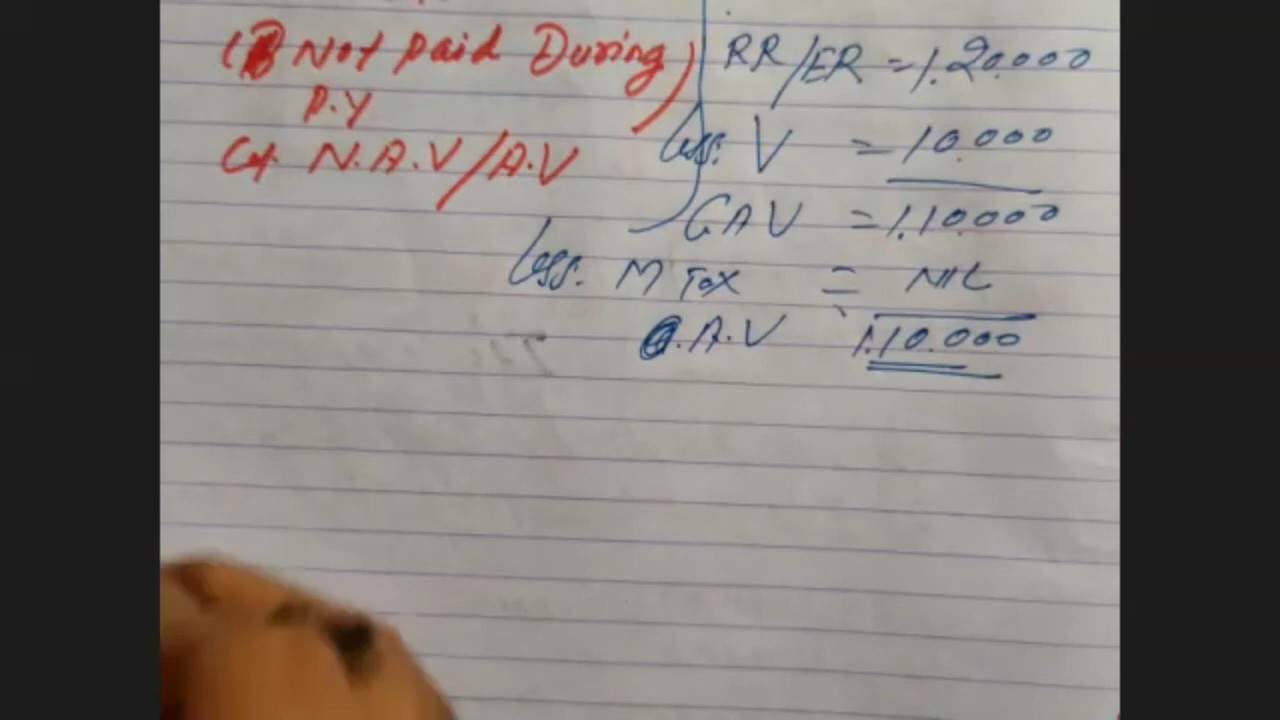 ( Not paid During )
P.Y
Cal. N.A.V/A.V
RR/ER = 1.20.000
Less. V = 10.000
GAV = 1.10.000
Less. M Tax = NIL
.A.V 1.10.000